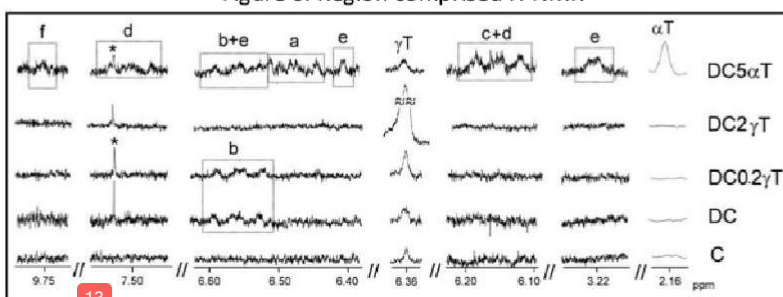 f d b+e a e γT c+d e αT
* DC5αT
DC2γT
* DC0.2γT
b
DC
C
9.75 // 7.50 // 6.60 6.50 6.40 // 6.36 // 6.20 6.10 // 3.22 // 2.16 ppm